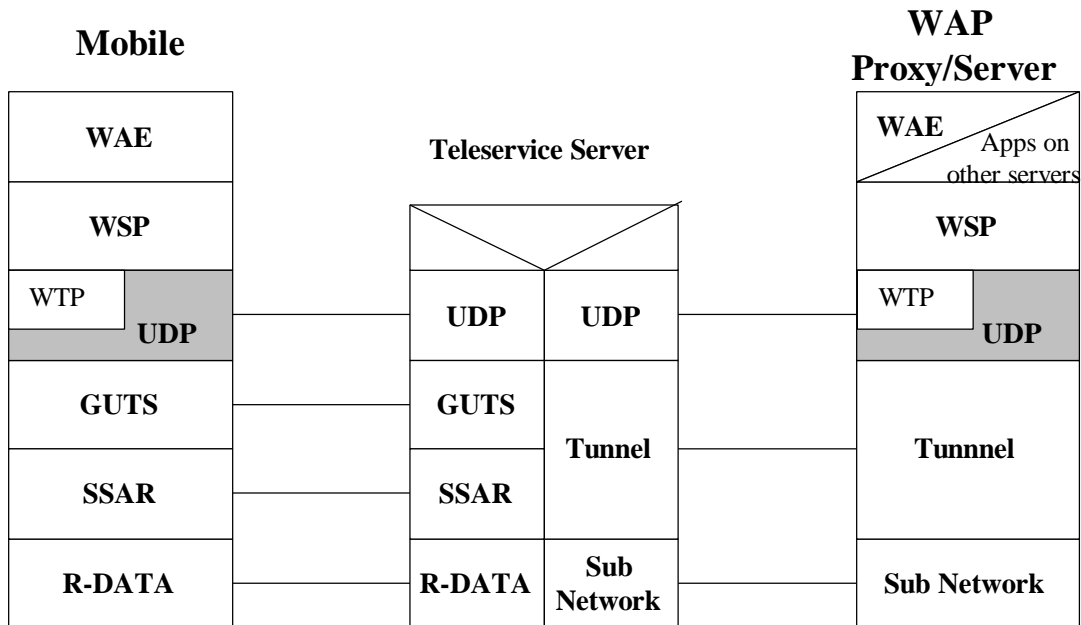 Mobile
WAE
WSP
WTP
UDP
GUTS
SSAR
R-DATA
Teleservice Server
UDP
UDP
GUTS
Tunnel
SSAR
R-DATA
Sub
Network
WAP
Proxy/Server
WAE
Apps on
other servers
WSP
WTP
UDP
Tunnnel
Sub Network